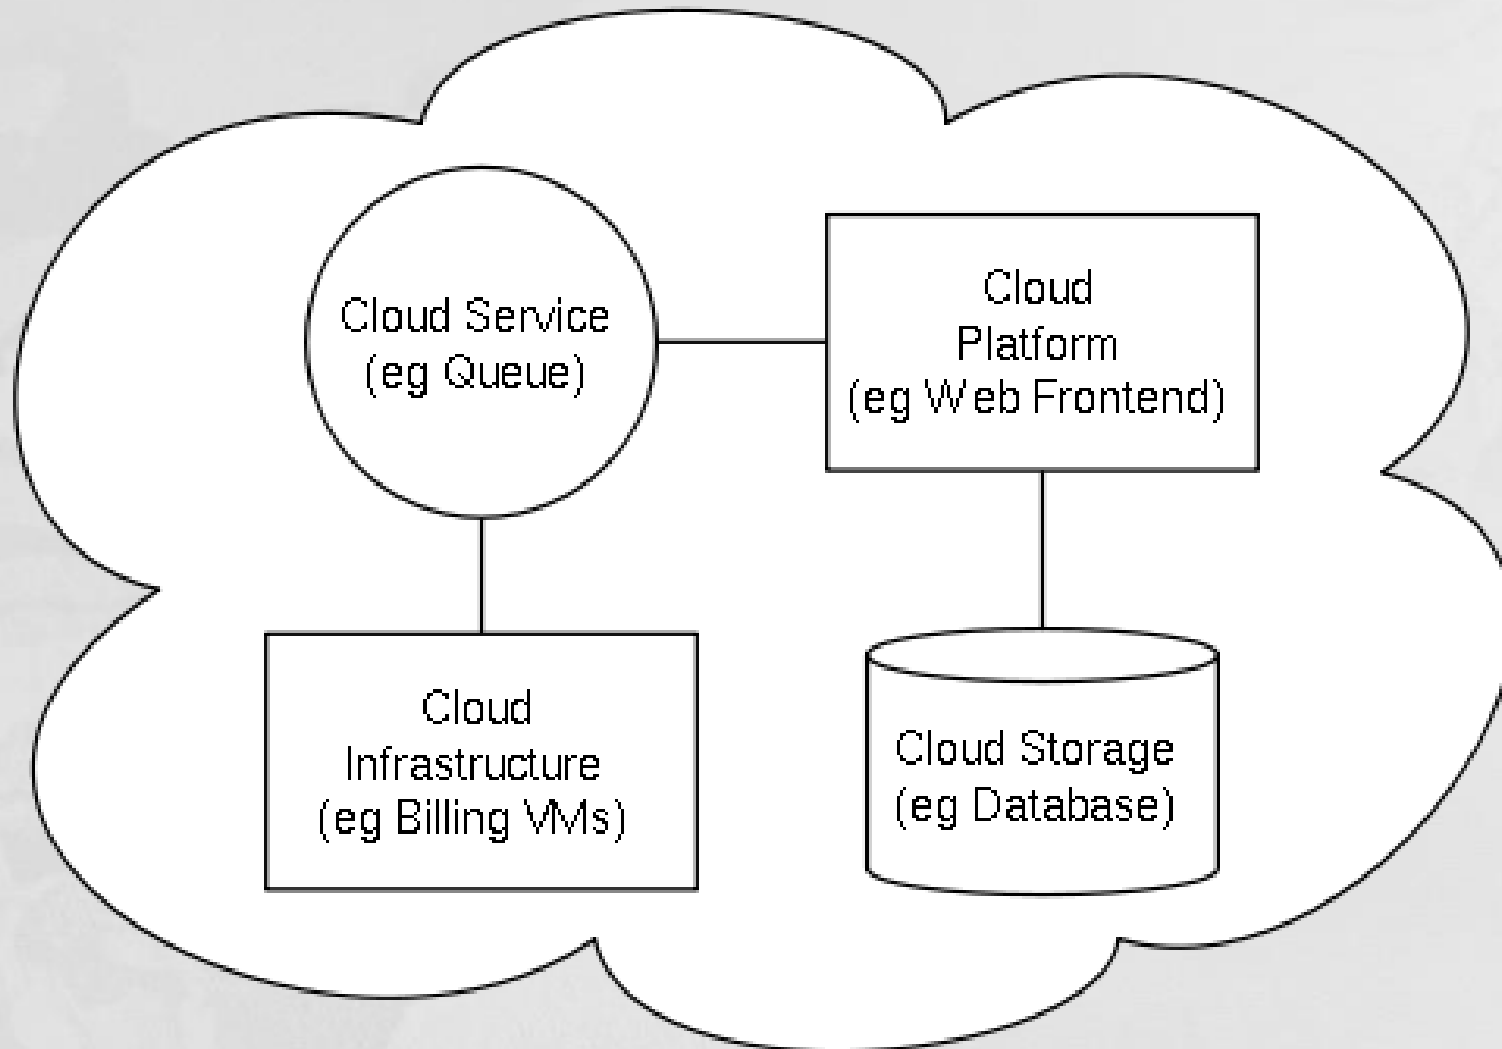 Cloud Service
(eg Queue)
Cloud
Platform
(eg Web Frontend)
Cloud
Infrastructure
(eg Billing VMs)
Cloud Storage
(eg Database)